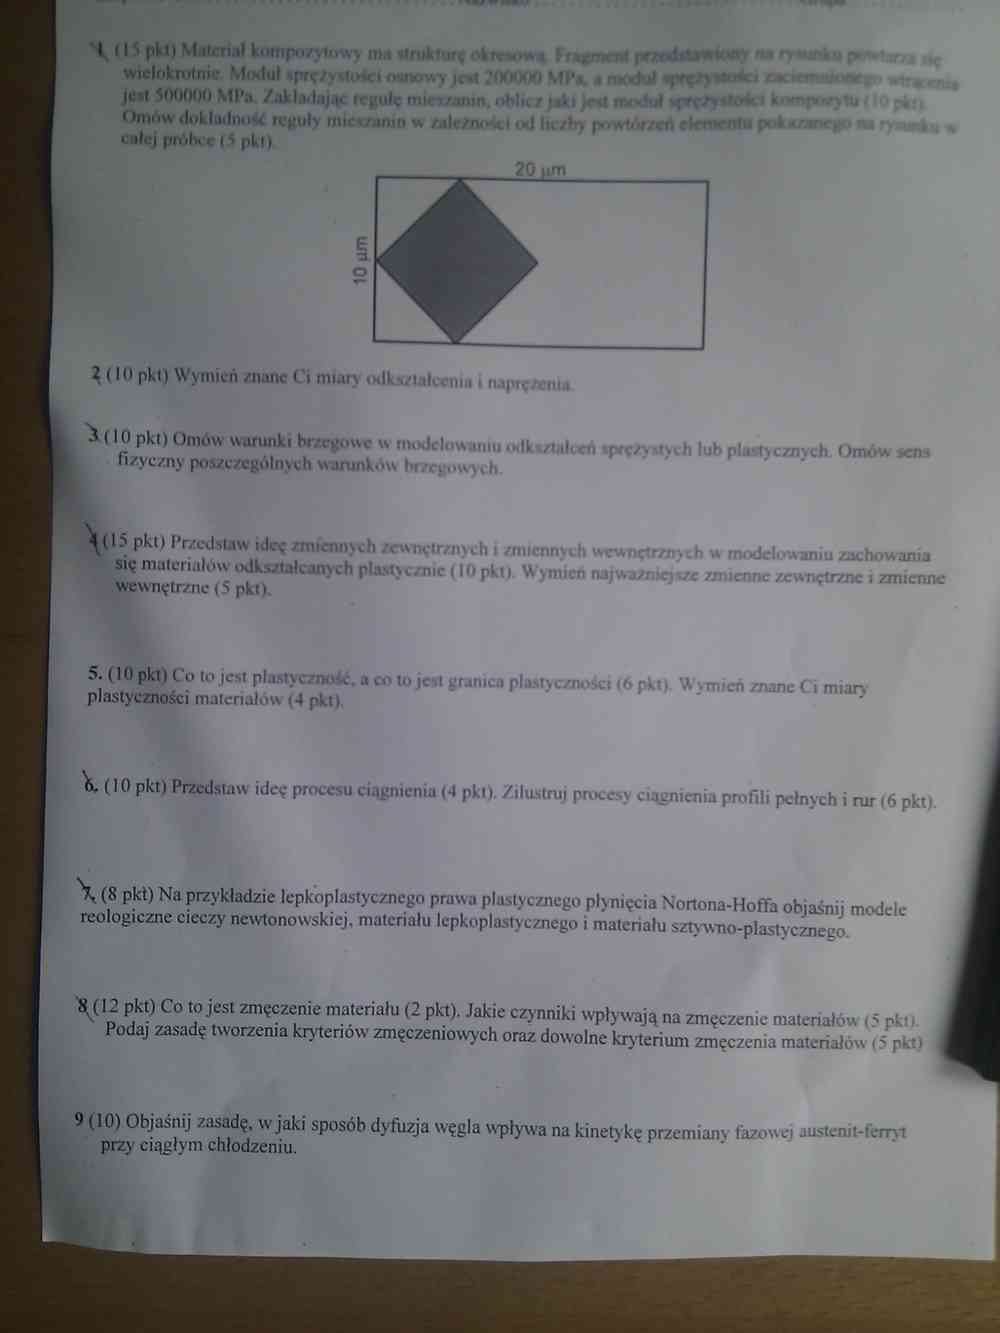 1. (15 pkt) Materiał kompozytowy ma strukturę okresową. Fragment przedstawiony na rysunku powtarza się
wielokrotnie. Moduł sprężystości osnowy jest 200000 MPa, a moduł sprężystości zaciemnionego wtrącenia
jest 500000 MPa. Zakładając regułę mieszanin, oblicz jaki jest moduł sprężystości kompozytu (10 pkt).
Omów dokładność reguły mieszanin w zależności od liczby powtórzeń elementu pokazanego na rysunku w
całej próbce (5 pkt).
20 µm
10 µm
2 (10 pkt) Wymień znane Ci miary odkształcenia i naprężenia.
3 (10 pkt) Omów warunki brzegowe w modelowaniu odkształceń sprężystych lub plastycznych. Omów sens
fizyczny poszczególnych warunków brzegowych.
4 (15 pkt) Przedstaw ideę zmiennych zewnętrznych i zmiennych wewnętrznych w modelowaniu zachowania
się materiałów odkształcanych plastycznie (10 pkt). Wymień najważniejsze zmienne zewnętrzne i zmienne
wewnętrzne (5 pkt).
5. (10 pkt) Co to jest plastyczność, a co to jest granica plastyczności (6 pkt). Wymień znane Ci miary
plastyczności materiałów (4 pkt).
6. (10 pkt) Przedstaw ideę procesu ciągnienia (4 pkt). Zilustruj procesy ciągnienia profili pełnych i rur (6 pkt).
7. (8 pkt) Na przykładzie lepkoplastycznego prawa plastycznego płynięcia Nortona-Hoffa objaśnij modele
reologiczne cieczy newtonowskiej, materiału lepkoplastycznego i materiału sztywno-plastycznego.
8 (12 pkt) Co to jest zmęczenie materiału (2 pkt). Jakie czynniki wpływają na zmęczenie materiałów (5 pkt).
Podaj zasadę tworzenia kryteriów zmęczeniowych oraz dowolne kryterium zmęczenia materiałów (5 pkt)
9 (10) Objaśnij zasadę, w jaki sposób dyfuzja węgla wpływa na kinetykę przemiany fazowej austenit-ferryt
przy ciągłym chłodzeniu.